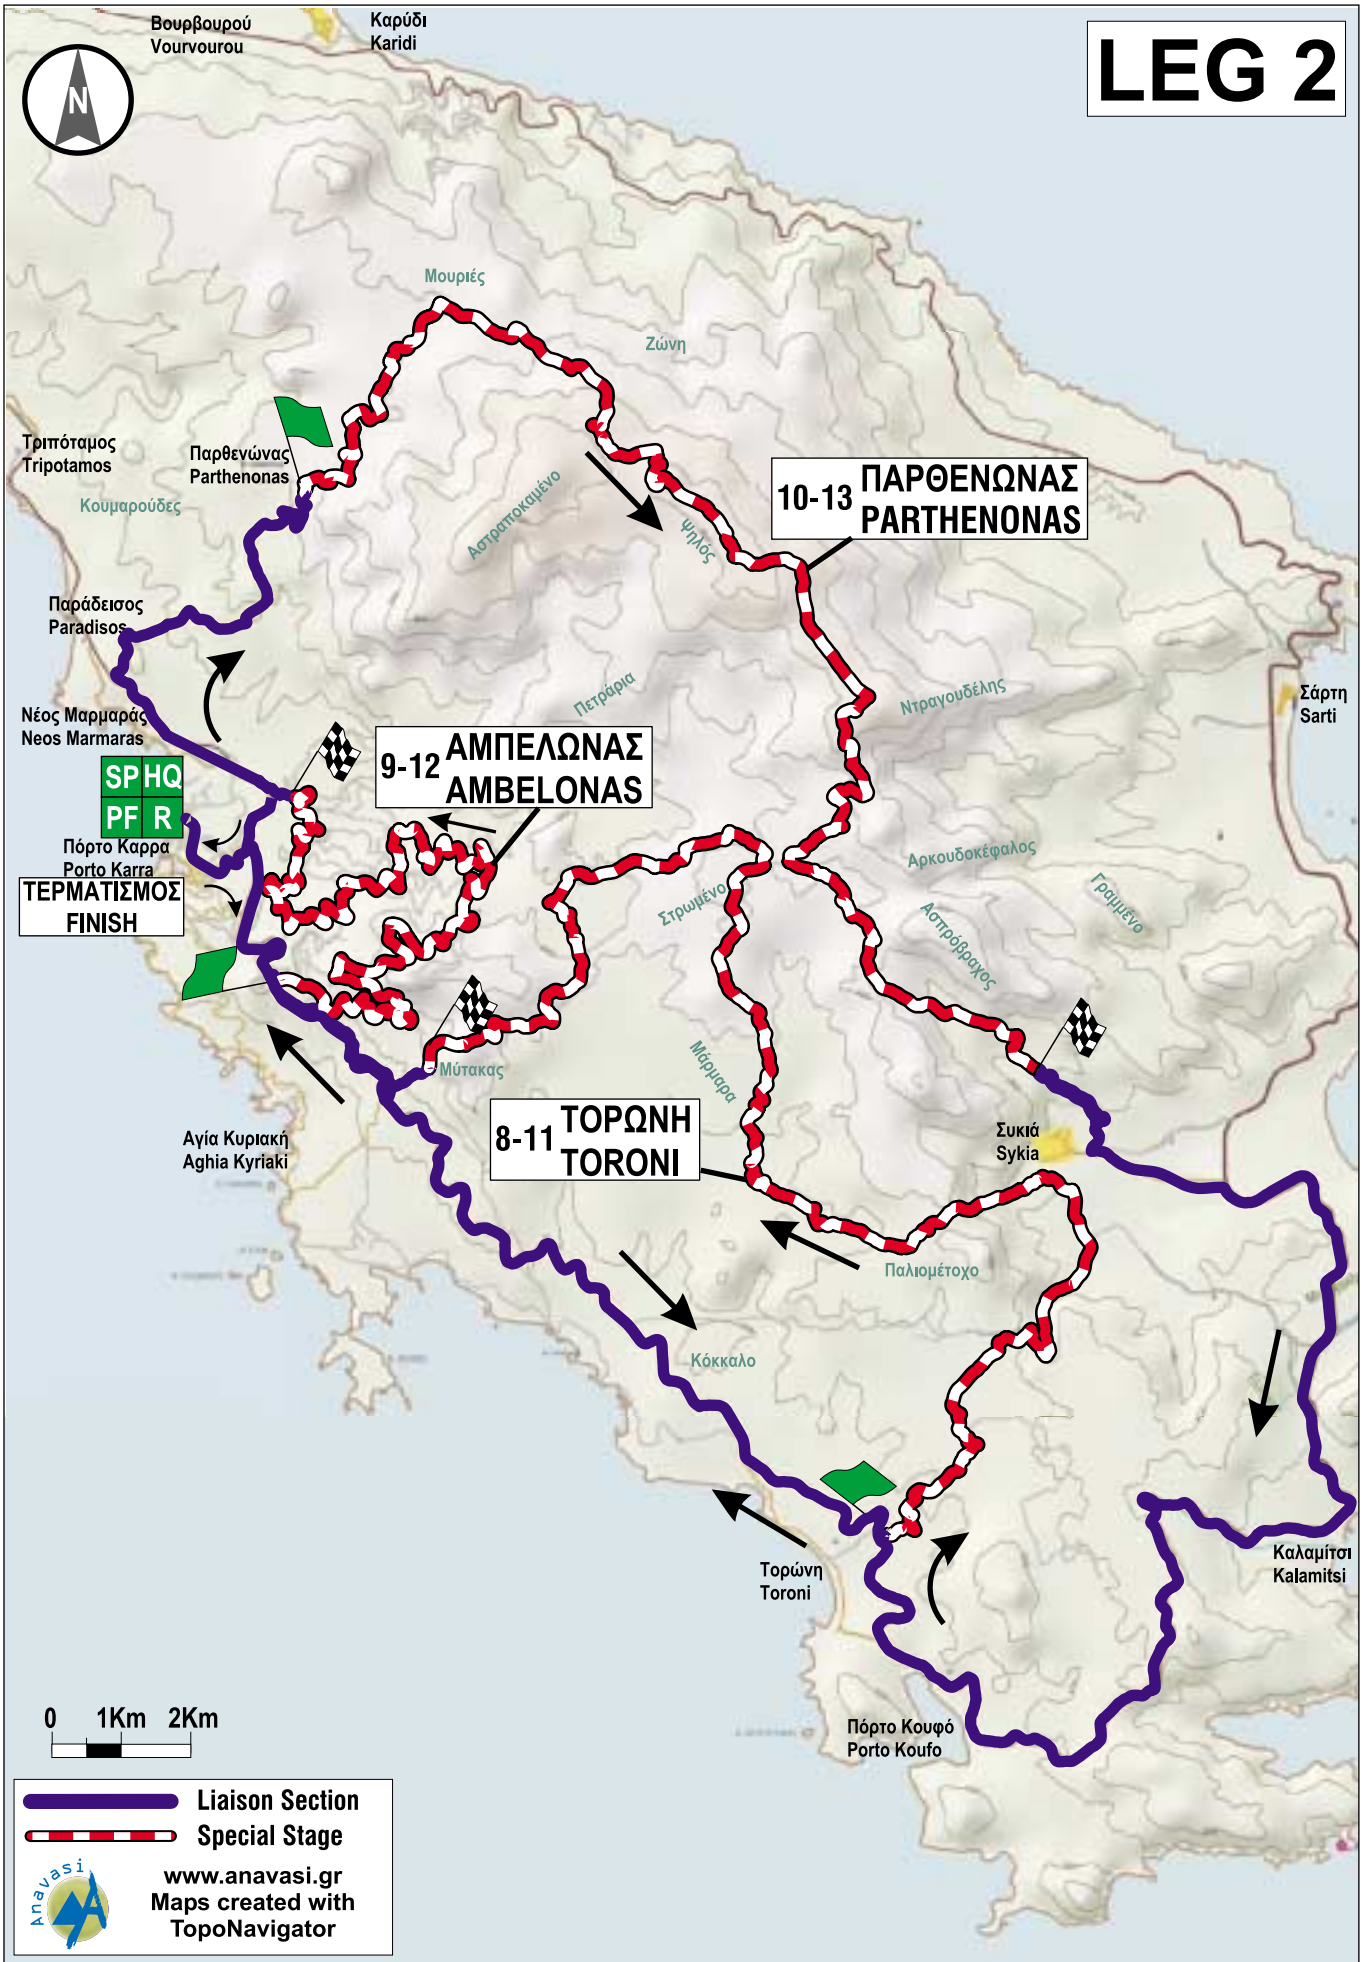 Βουρβουρού
Vourvourou
Καρύδι
Karidi
LEG 2
N
Μουριές
Ζώνη
Τριπόταμος
Tripotamos
Παρθενώνας
Parthenonas
Κουμαρούδες
Αστραποκαμένο
Ψηλός
10-13 ΠΑΡΘΕΝΩΝΑΣ
PARTHENONAS
Παράδεισος
Paradisos
Πετράρια
Ντραγουδέλης
Σάρτη
Sarti
Νέος Μαρμαράς
Neos Marmaras
SP HQ
PF R
9-12 ΑΜΠΕΛΩΝΑΣ
AMBELONAS
Πόρτο Καρρα
Porto Karra
ΤΕΡΜΑΤΙΣΜΟΣ
FINISH
Στρωμένο
Αρκουδοκέφαλος
Γραμμένο
Ασπρόβραχος
Μύτακας
Μάρμαρα
8-11 ΤΟΡΩΝΗ
TORONI
Αγία Κυριακή
Aghia Kyriaki
Συκιά
Sykia
Παλιομέτοχο
Κόκκαλο
Τορώνη
Toroni
Καλαμίτσι
Kalamitsi
Πόρτο Κουφό
Porto Koufo
0 1Km 2Km
Liaison Section
Special Stage
Anavasi
www.anavasi.gr
Maps created with
TopoNavigator